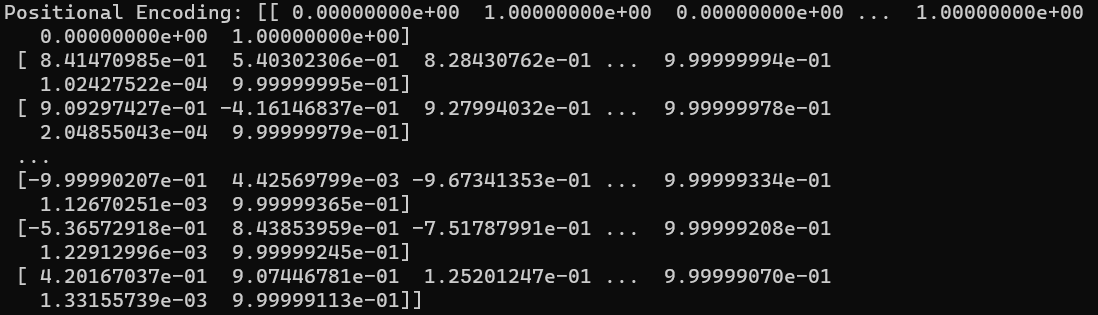 Positional Encoding: [[ 0.00000000e+00  1.00000000e+00  0.00000000e+00 ...  1.00000000e+00
   0.00000000e+00  1.00000000e+00]
 [ 8.41470985e-01  5.40302306e-01  8.28430762e-01 ...  9.99999994e-01
   1.02427522e-04  9.99999995e-01]
 [ 9.09297427e-01 -4.16146837e-01  9.27994032e-01 ...  9.99999978e-01
   2.04855043e-04  9.99999979e-01]
 ...
 [-9.99990207e-01  4.42569799e-03 -9.67341353e-01 ...  9.99999334e-01
   1.12670251e-03  9.99999365e-01]
 [-5.36572918e-01  8.43853959e-01 -7.51787991e-01 ...  9.99999208e-01
   1.22912996e-03  9.99999245e-01]
 [ 4.20167037e-01  9.07446781e-01  1.25201247e-01 ...  9.99999070e-01
   1.33155739e-03  9.99999113e-01]]